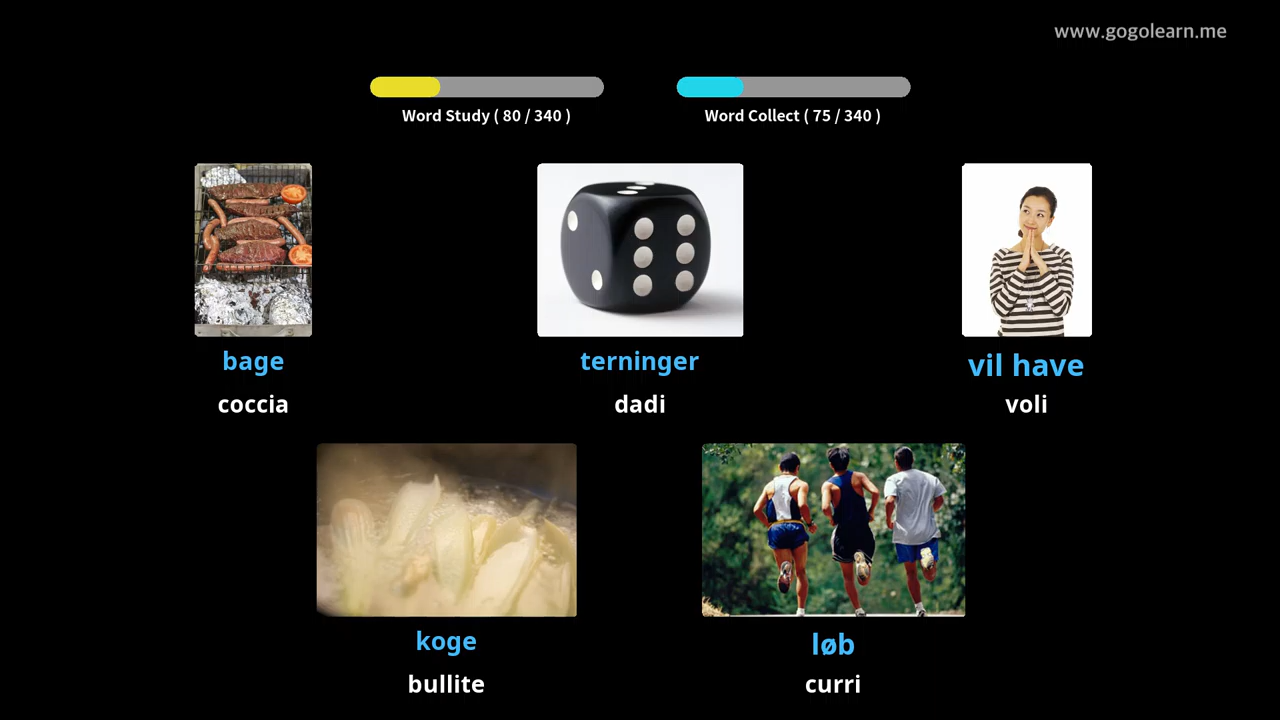 www.gogolearn.me
Word Study ( 80 / 340 )
Word Collect ( 75 / 340 )
bage
terninger
vil have
coccia
dadi
voli
koge
løb
bullite
curri